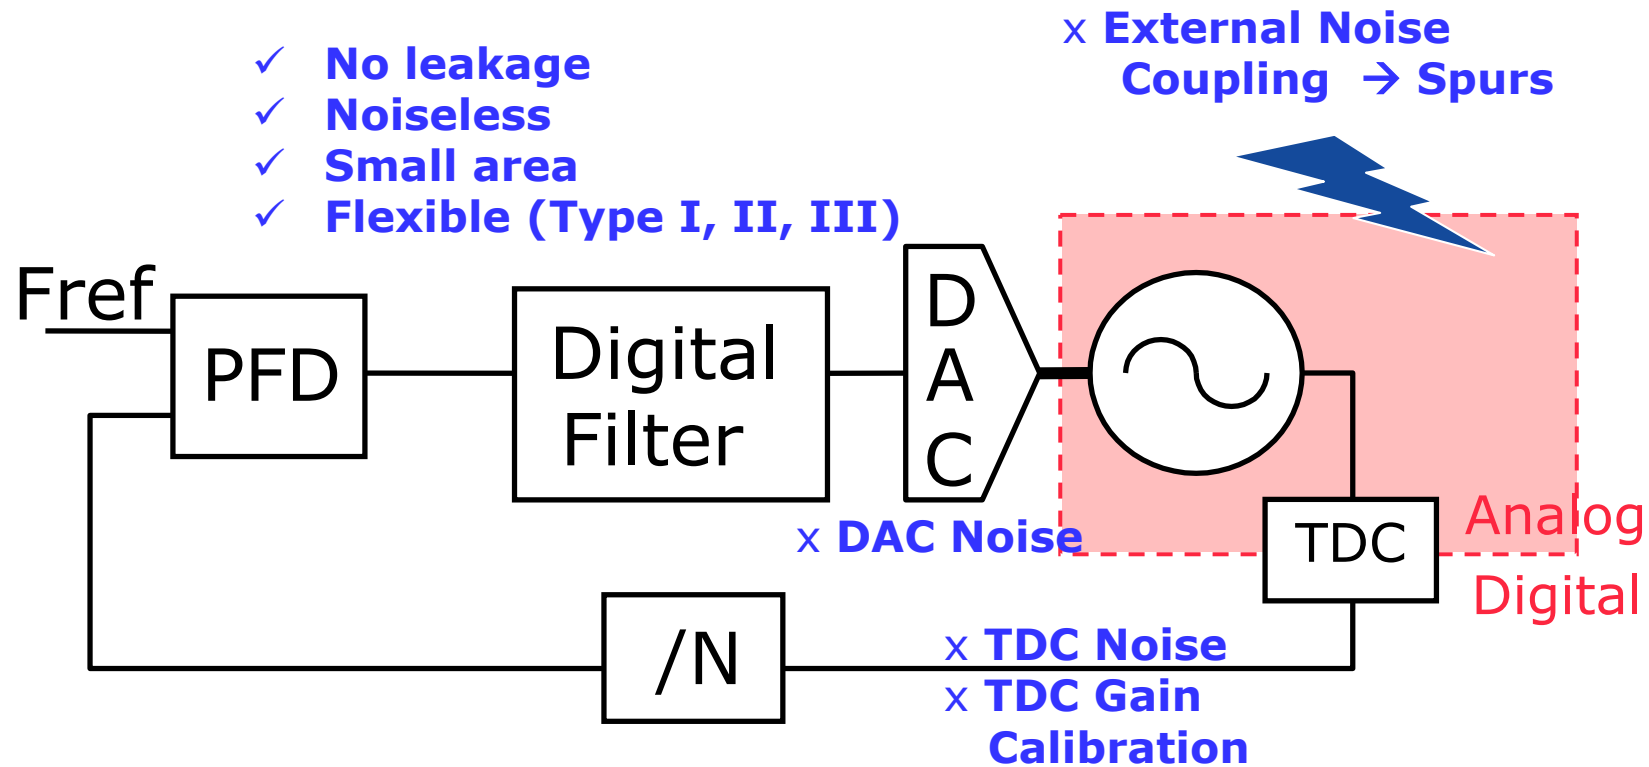 x External Noise
Coupling → Spurs
✓ No leakage
✓ Noiseless
✓ Small area
✓ Flexible (Type I, II, III)
Fref
PFD
Digital
Filter
D
A
C
x DAC Noise
TDC
Analog
Digital
/N
x TDC Noise
x TDC Gain
Calibration